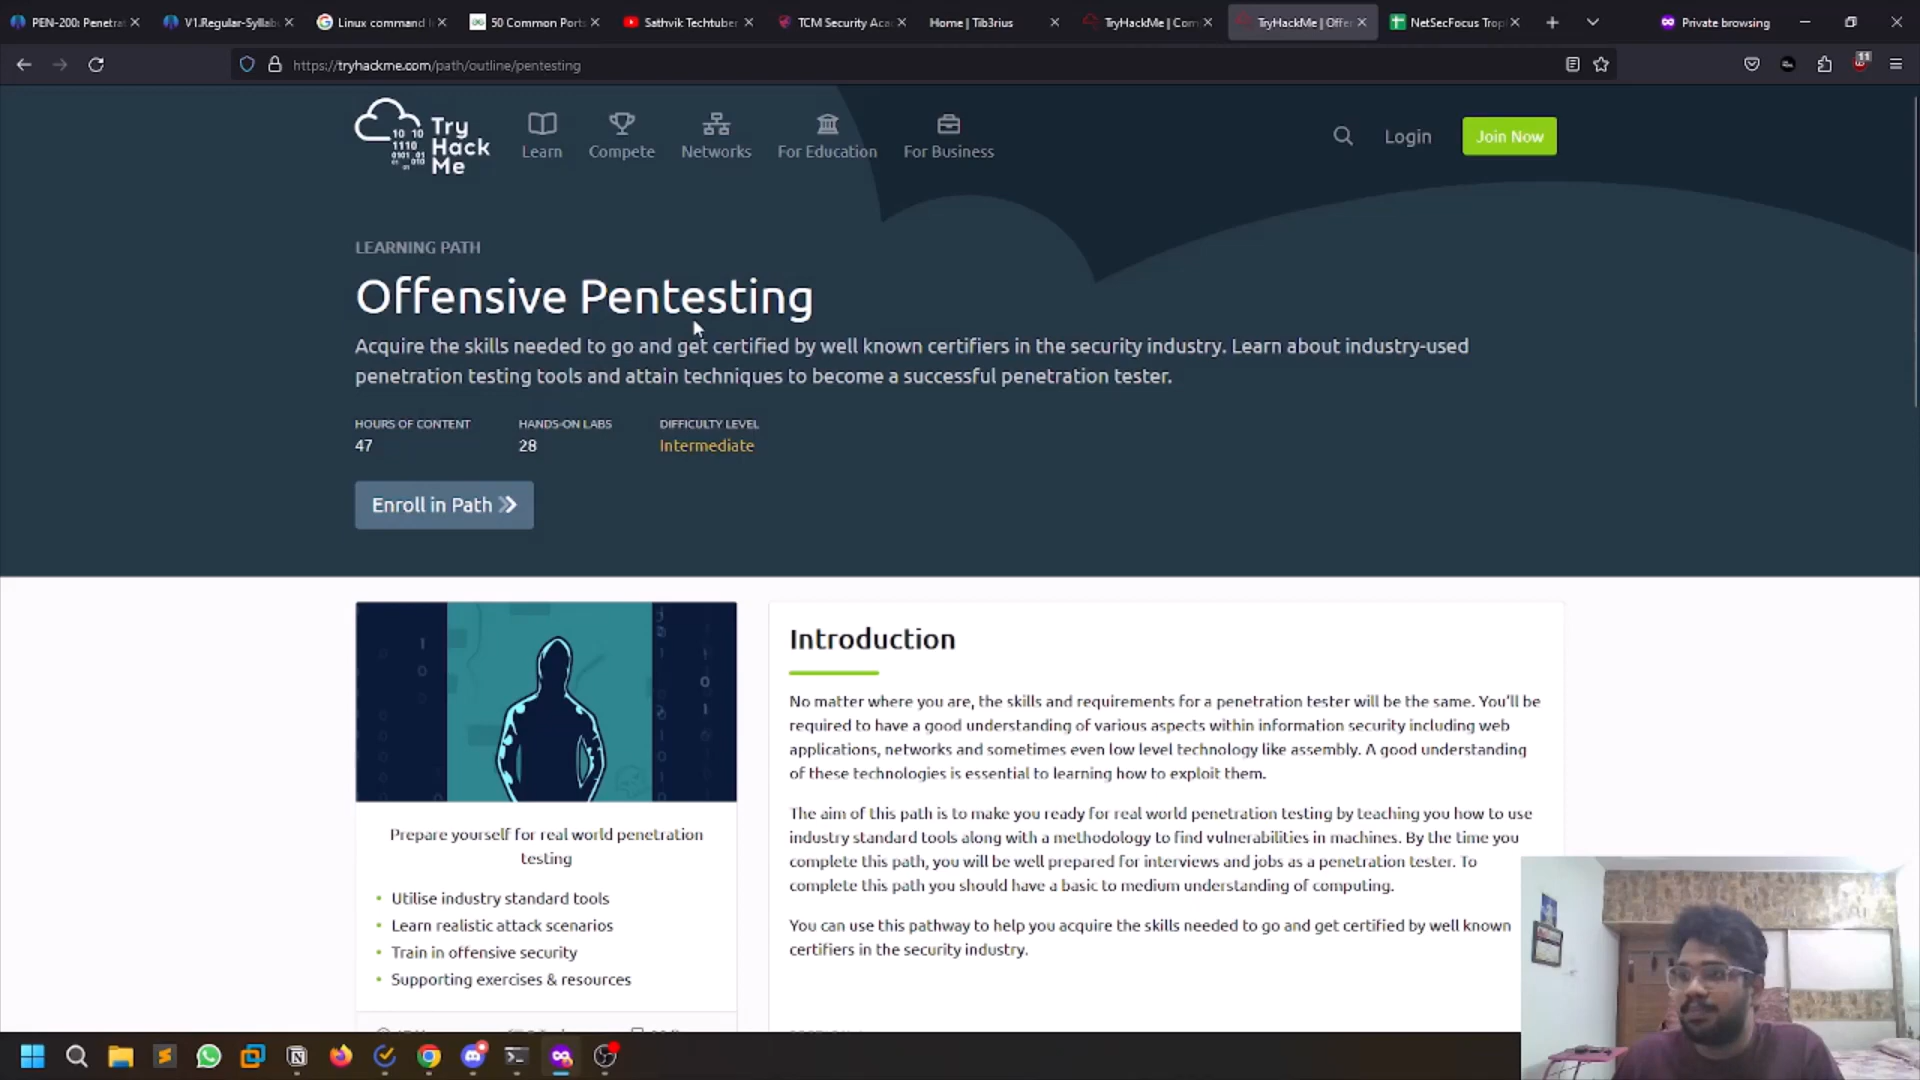 PEN-200: Penetrat
V1.Regular-Syllab
Linux command l
50 Common Ports
Sathvik Techtuber
TCM Security Aca
Home | Tib3rius
TryHackMe | Com
TryHackMe | Offe
NetSecFocus Trop
Private browsing
https://tryhackme.com/path/outline/pentesting
11
Try
Hack
Me
10 10
1110
0101 01
010
Learn
Compete
Networks
For Education
For Business
Login
Join Now
LEARNING PATH
Offensive Pentesting
Acquire the skills needed to go and get certified by well known certifiers in the security industry. Learn about industry-used
penetration testing tools and attain techniques to become a successful penetration tester.
HOURS OF CONTENT
47
HANDS-ON LABS
28
DIFFICULTY LEVEL
Intermediate
Enroll in Path
Prepare yourself for real world penetration
testing
• Utilise industry standard tools
• Learn realistic attack scenarios
• Train in offensive security
• Supporting exercises & resources
Introduction
No matter where you are, the skills and requirements for a penetration tester will be the same. You'll be
required to have a good understanding of various aspects within information security including web
applications, networks and sometimes even low level technology like assembly. A good understanding
of these technologies is essential to learning how to exploit them.
The aim of this path is to make you ready for real world penetration testing by teaching you how to use
industry standard tools along with a methodology to find vulnerabilities in machines. By the time you
complete this path, you will be well prepared for interviews and jobs as a penetration tester. To
complete this path you should have a basic to medium understanding of computing.
You can use this pathway to help you acquire the skills needed to go and get certified by well known
certifiers in the security industry.